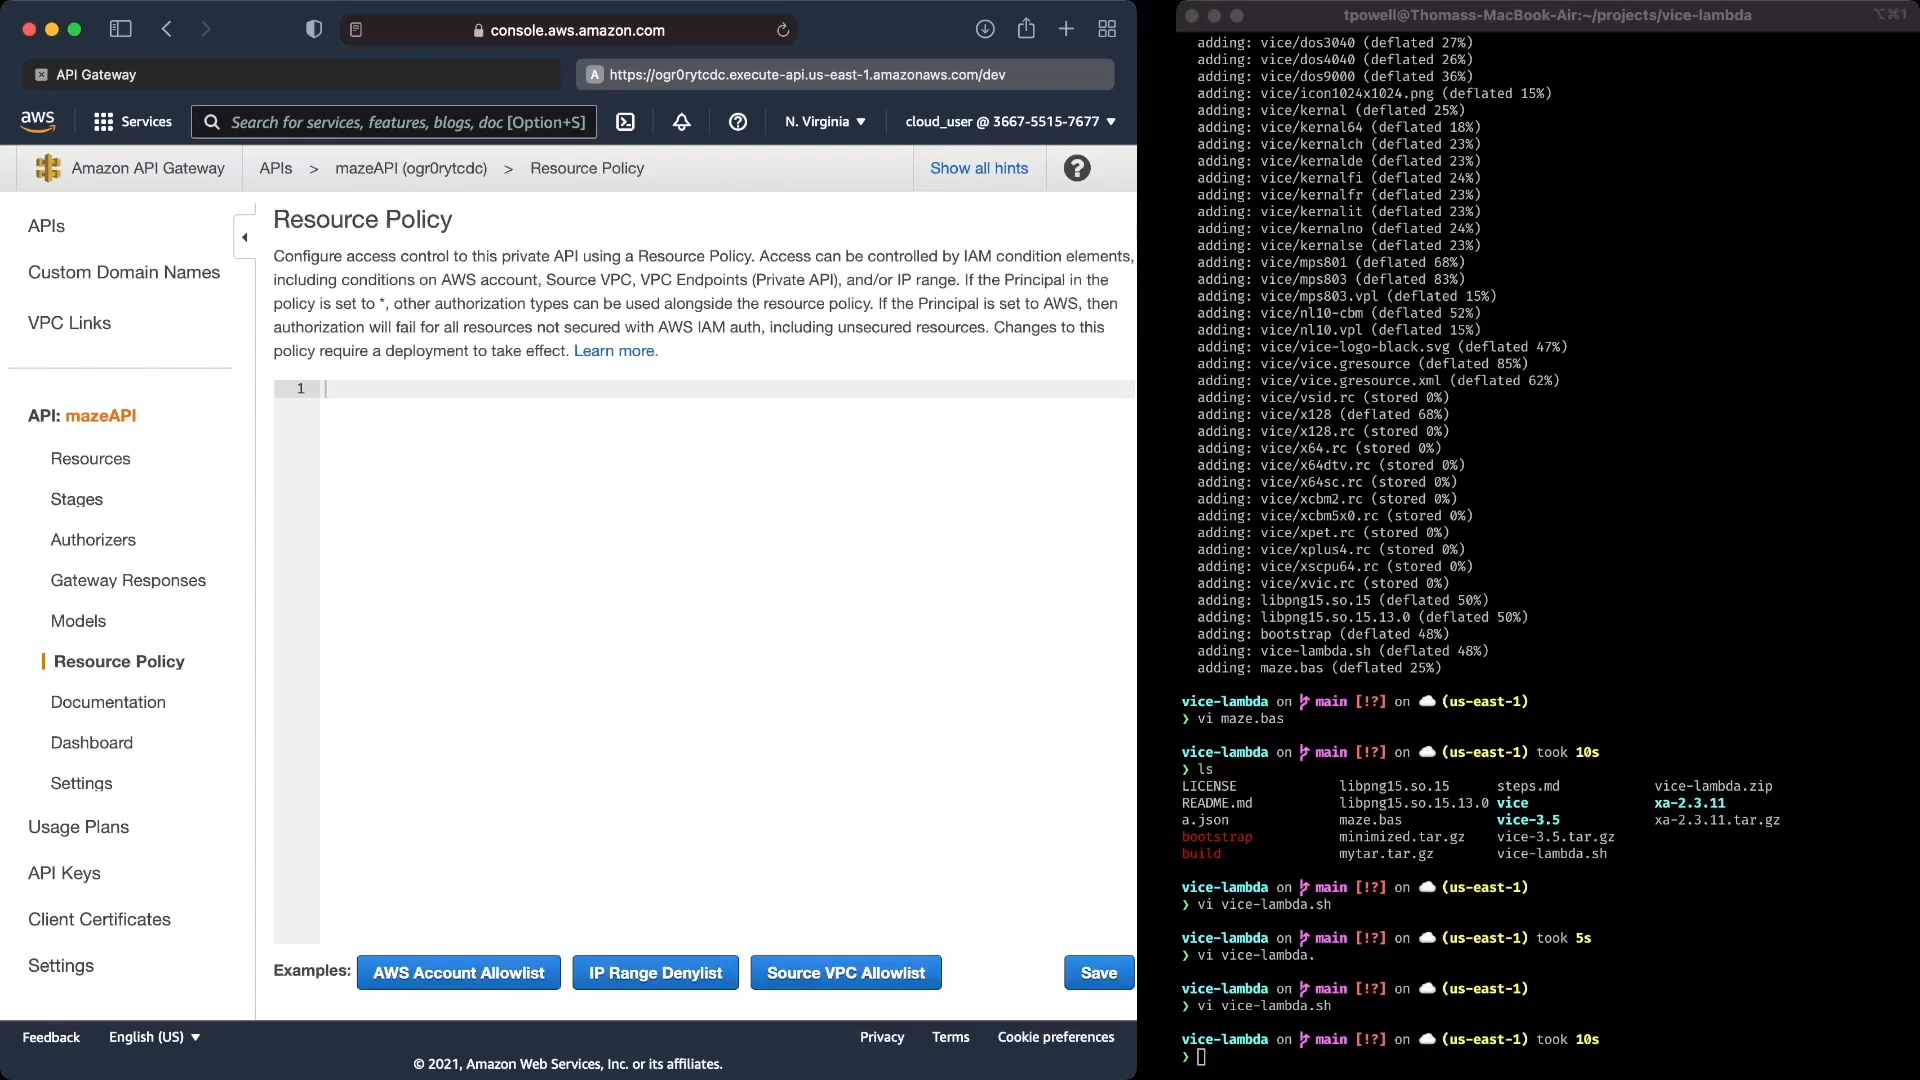 console.aws.amazon.com
API Gateway
A https://ogr0rytcdc.execute-api.us-east-1.amazonaws.com/dev
aws Services Search for services, features, blogs, doc [Option+S] N. Virginia ▼ cloud_user @ 3667-5515-7677 ▼
Amazon API Gateway APIs > mazeAPI (ogr0rytcdc) > Resource Policy Show all hints ?
APIs
Custom Domain Names
VPC Links
API: mazeAPI
Resources
Stages
Authorizers
Gateway Responses
Models
Resource Policy
Documentation
Dashboard
Settings
Usage Plans
API Keys
Client Certificates
Settings
Resource Policy
Configure access control to this private API using a Resource Policy. Access can be controlled by IAM condition elements,
including conditions on AWS account, Source VPC, VPC Endpoints (Private API), and/or IP range. If the Principal in the
policy is set to *, other authorization types can be used alongside the resource policy. If the Principal is set to AWS, then
authorization will fail for all resources not secured with AWS IAM auth, including unsecured resources. Changes to this
policy require a deployment to take effect. Learn more.
1
Examples: AWS Account Allowlist IP Range Denylist Source VPC Allowlist Save
Feedback English (US) ▼ Privacy Terms Cookie preferences
© 2021, Amazon Web Services, Inc. or its affiliates.
tpowell@Thomass-MacBook-Air:~/projects/vice-lambda ⌥⌘1
adding: vice/dos3040 (deflated 27%)
adding: vice/dos4040 (deflated 26%)
adding: vice/dos9000 (deflated 36%)
adding: vice/icon1024x1024.png (deflated 15%)
adding: vice/kernal (deflated 25%)
adding: vice/kernal64 (deflated 18%)
adding: vice/kernalch (deflated 23%)
adding: vice/kernalde (deflated 23%)
adding: vice/kernalfi (deflated 24%)
adding: vice/kernalfr (deflated 23%)
adding: vice/kernalit (deflated 23%)
adding: vice/kernalno (deflated 24%)
adding: vice/kernalse (deflated 23%)
adding: vice/mps801 (deflated 68%)
adding: vice/mps803 (deflated 83%)
adding: vice/mps803.vpl (deflated 15%)
adding: vice/nl10-cbm (deflated 52%)
adding: vice/nl10.vpl (deflated 15%)
adding: vice/vice-logo-black.svg (deflated 47%)
adding: vice/vice.gresource (deflated 85%)
adding: vice/vice.gresource.xml (deflated 62%)
adding: vice/vsid.rc (stored 0%)
adding: vice/x128 (deflated 68%)
adding: vice/x128.rc (stored 0%)
adding: vice/x64.rc (stored 0%)
adding: vice/x64dtv.rc (stored 0%)
adding: vice/x64sc.rc (stored 0%)
adding: vice/xcbm2.rc (stored 0%)
adding: vice/xcbm5x0.rc (stored 0%)
adding: vice/xpet.rc (stored 0%)
adding: vice/xplus4.rc (stored 0%)
adding: vice/xscpu64.rc (stored 0%)
adding: vice/xvic.rc (stored 0%)
adding: libpng15.so.15 (deflated 50%)
adding: libpng15.so.15.13.0 (deflated 50%)
adding: bootstrap (deflated 48%)
adding: vice-lambda.sh (deflated 48%)
adding: maze.bas (deflated 25%)
vice-lambda on main [!?] on (us-east-1)
❯ vi maze.bas
vice-lambda on main [!?] on (us-east-1) took 10s
❯ ls
LICENSE libpng15.so.15 steps.md vice-lambda.zip
README.md libpng15.so.15.13.0 vice xa-2.3.11
a.json maze.bas vice-3.5 xa-2.3.11.tar.gz
bootstrap minimized.tar.gz vice-3.5.tar.gz
build mytar.tar.gz vice-lambda.sh
vice-lambda on main [!?] on (us-east-1)
❯ vi vice-lambda.sh
vice-lambda on main [!?] on (us-east-1) took 5s
❯ vi vice-lambda.
vice-lambda on main [!?] on (us-east-1)
❯ vi vice-lambda.sh
vice-lambda on main [!?] on (us-east-1) took 10s
❯